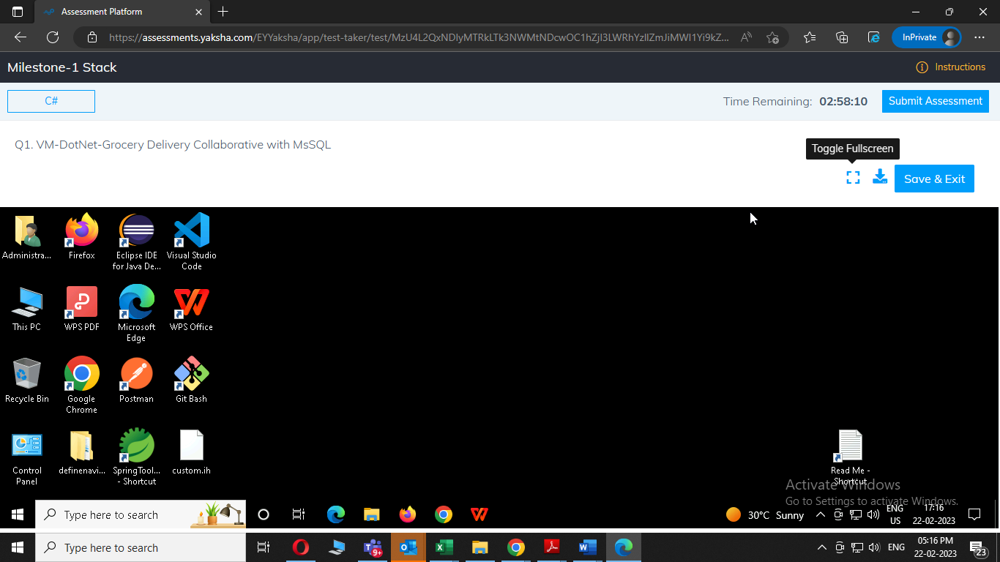 Assessment Platform
https://assessments.yaksha.com/EYYaksha/app/test-taker/test/MzU4L2QxNDIyMTRkLTk3NWMtNDcwOC1hZjI3LWRhYzllZmJiMWI1Yi9kZ...
InPrivate
Milestone-1 Stack
Instructions
C#
Time Remaining: 02:58:10
Submit Assessment
Q1. VM-DotNet-Grocery Delivery Collaborative with MsSQL
Toggle Fullscreen
Save & Exit
Administra...
Firefox
Eclipse IDE
for Java De...
Visual Studio
Code
This PC
WPS PDF
Microsoft
Edge
WPS Office
Recycle Bin
Google
Chrome
Postman
Git Bash
Control
Panel
definenavi...
SpringTool...
- Shortcut
custom.ih
Read Me -
Shortcut
Activate Windows
Go to Settings to activate Windows.
Type here to search
30°C Sunny
ENG
US
17:16
22-02-2023
Type here to search
9+
ENG
05:16 PM
22-02-2023
23